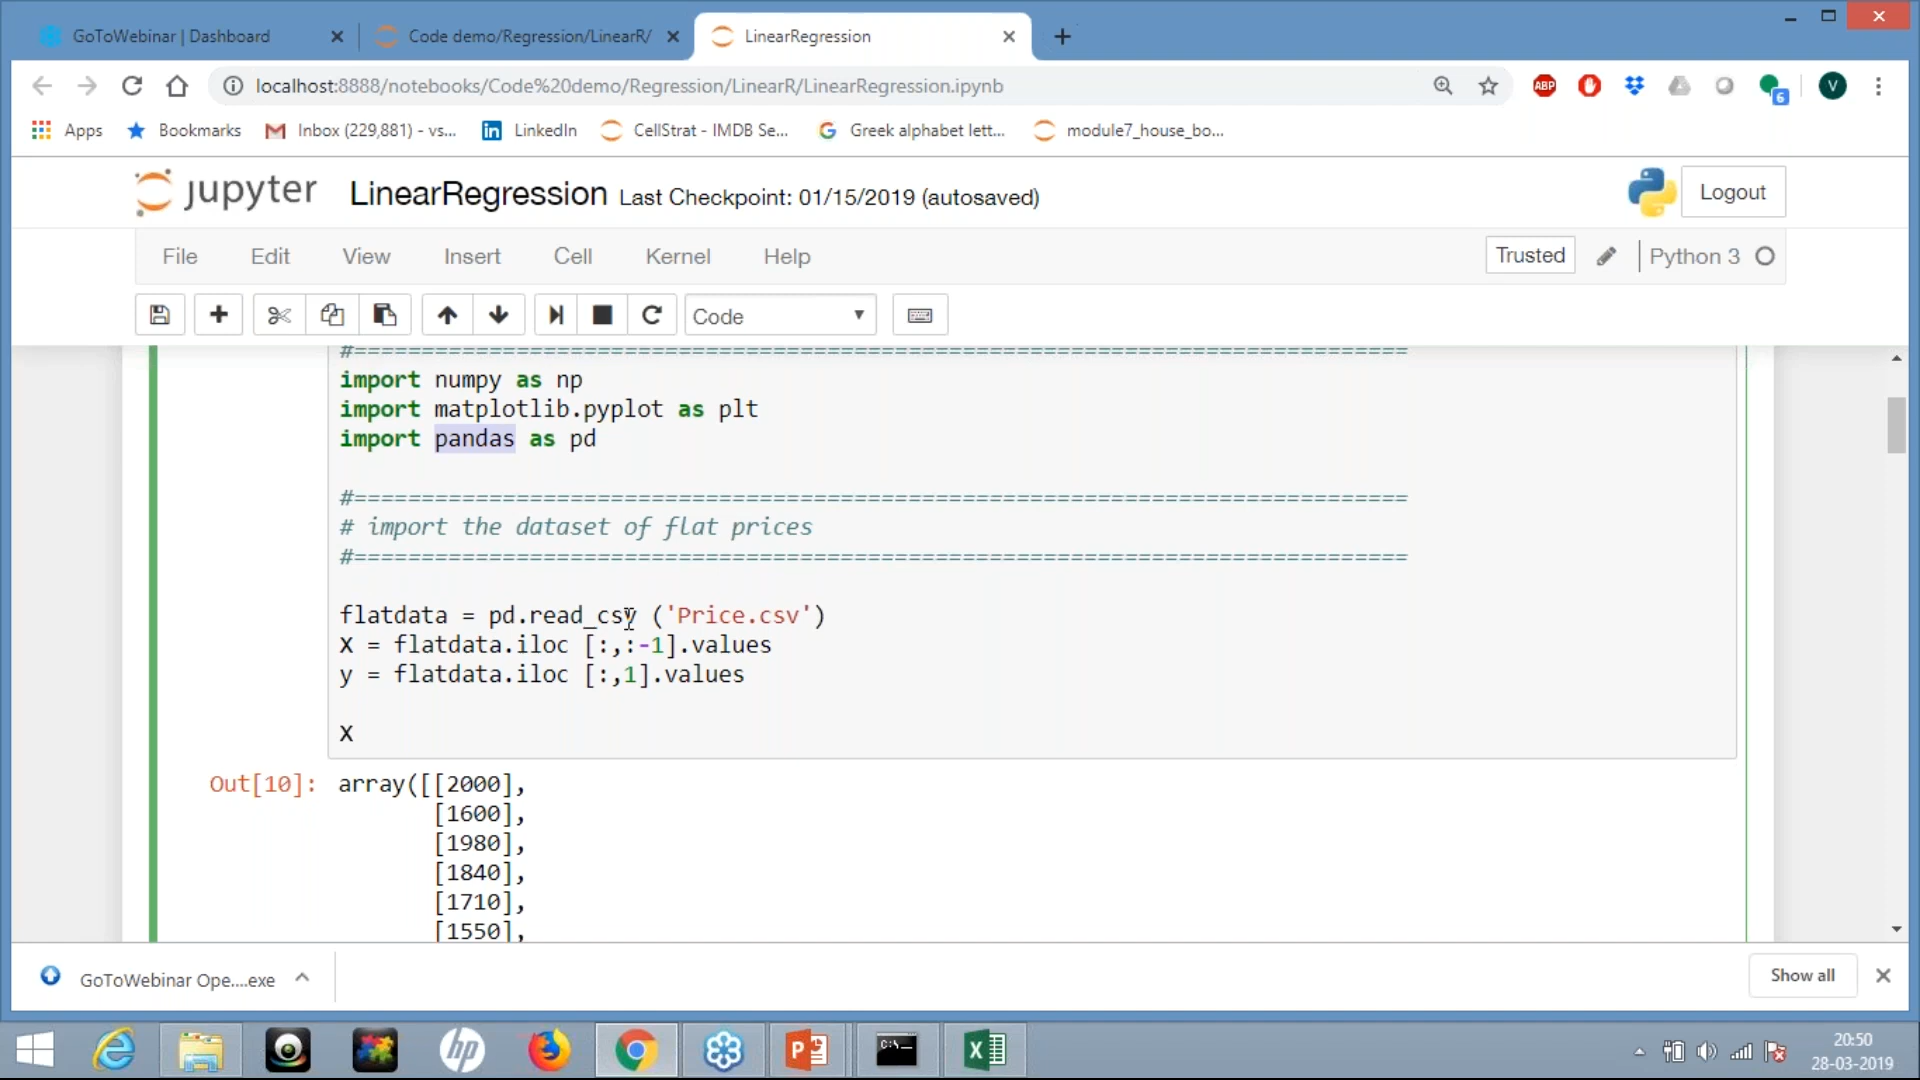 GoToWebinar | Dashboard
Code demo/Regression/LinearR/
LinearRegression
localhost:8888/notebooks/Code%20demo/Regression/LinearR/LinearRegression.ipynb
ABP
6
V
Apps
Bookmarks
Inbox (229,881) - vs...
LinkedIn
CellStrat - IMDB Se...
Greek alphabet lett...
module7_house_bo...
jupyter
LinearRegression Last Checkpoint: 01/15/2019 (autosaved)
Logout
File Edit View Insert Cell Kernel Help
Trusted
Python 3
Code
#==============================================================================
import numpy as np
import matplotlib.pyplot as plt
import pandas as pd
#==============================================================================
# import the dataset of flat prices
#==============================================================================
flatdata = pd.read_csv ('Price.csv')
X = flatdata.iloc [:,:-1].values
y = flatdata.iloc [:,1].values
X
Out[10]: array([[2000],
[1600],
[1980],
[1840],
[1710],
[1550],
GoToWebinar Ope....exe
Show all
hp
P
C:\_
X
20:50
28-03-2019